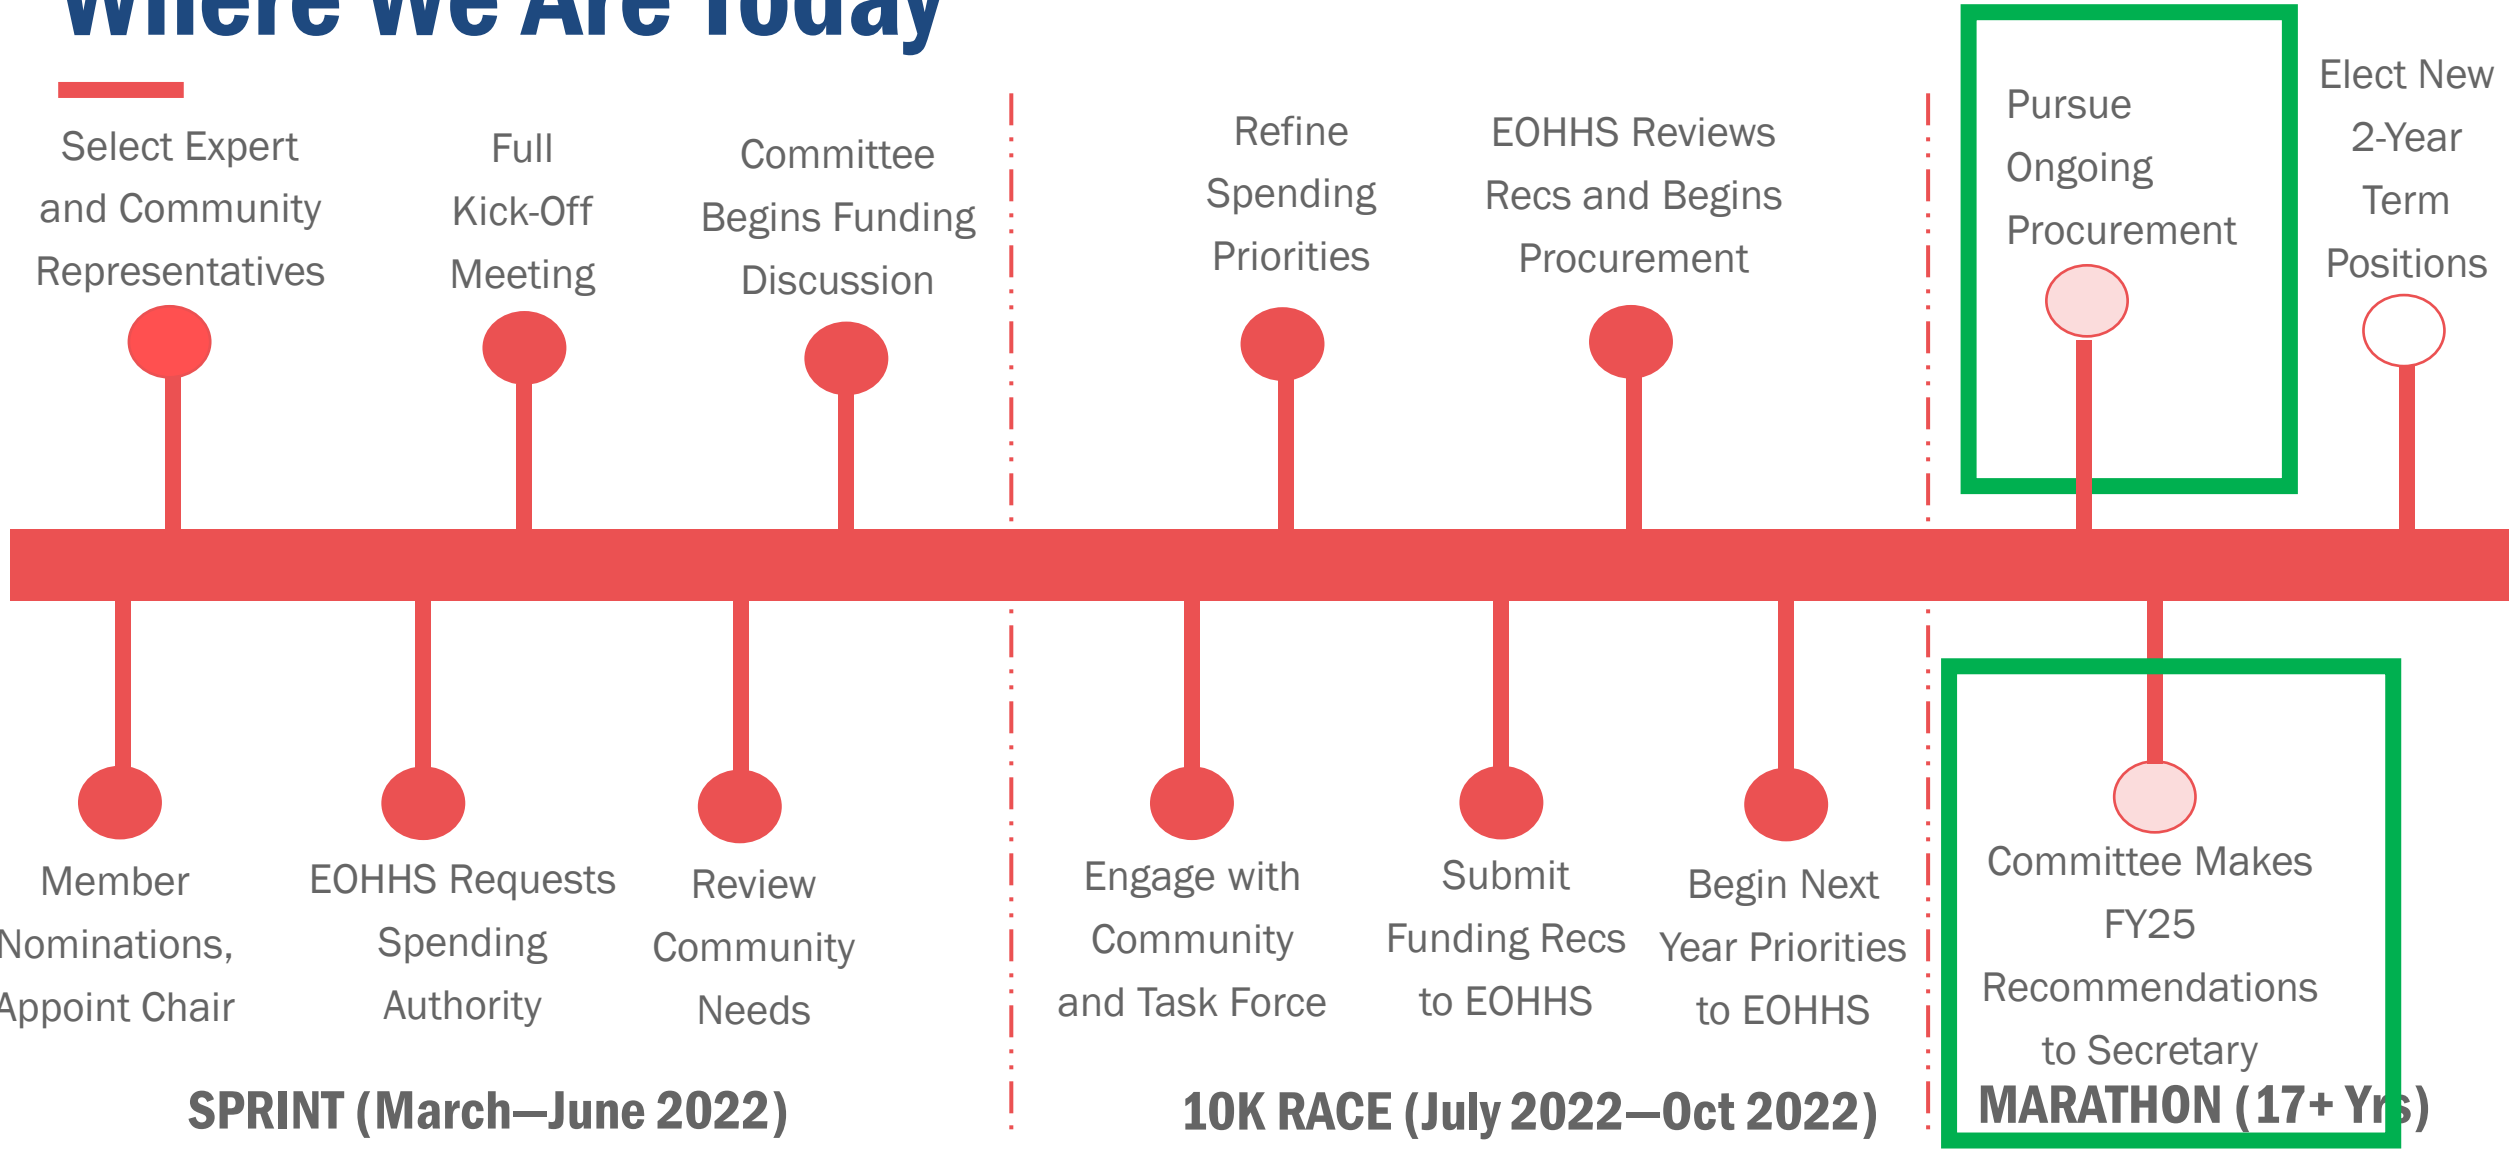 Where We Are Today
Select Expert
and Community
Representatives
Full
Kick-Off
Meeting
Committee
Begins Funding
Discussion
Refine
Spending
Priorities
EOHHS Reviews
Recs and Begins
Procurement
Pursue
Ongoing
Procurement
Elect New
2-Year
Term
Positions
Member
Nominations,
Appoint Chair
EOHHS Requests
Spending
Authority
Review
Community
Needs
Engage with
Community
and Task Force
Submit
Funding Recs
to EOHHS
Begin Next
Year Priorities
to EOHHS
Committee Makes
FY25
Recommendations
to Secretary
SPRINT (March—June 2022)
10K RACE (July 2022—Oct 2022)
MARATHON (17+ Yrs)